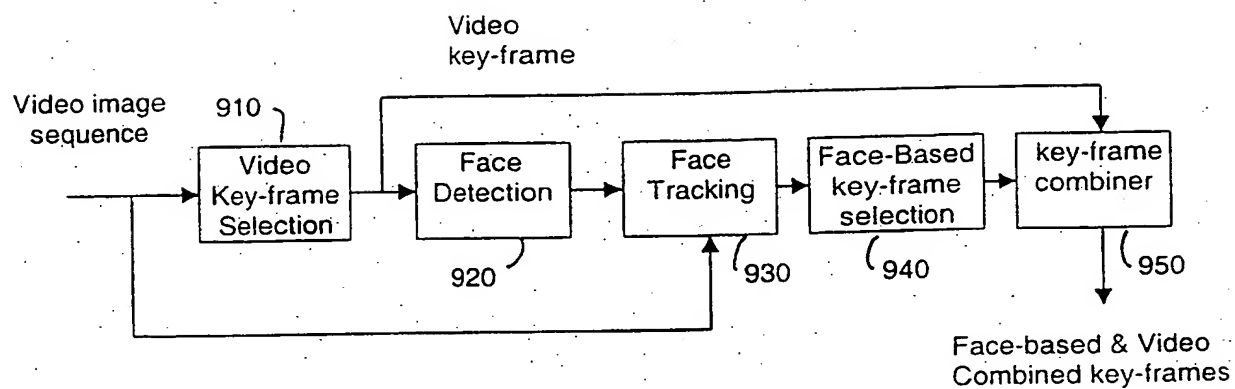 Video
key-frame
Video image
sequence
910
Video
Key-frame
Selection
Face
Detection
920
Face
Tracking
930
Face-Based
key-frame
selection
940
key-frame
combiner
950
Face-based & Video
Combined key-frames